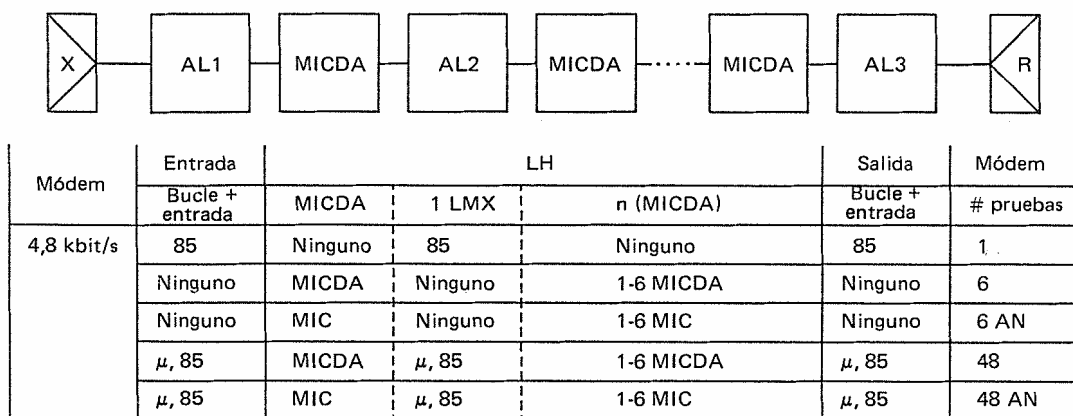 X AL1 MICDA AL2 MICDA MICDA AL3 R
Módem Entrada LH Salida Módem
Bucle + entrada MICDA 1 LMX n (MICDA) Bucle + entrada # pruebas
4,8 kbit/s 85 Ninguno 85 Ninguno 85 1
Ninguno MICDA Ninguno 1-6 MICDA Ninguno 6
Ninguno MIC Ninguno 1-6 MIC Ninguno 6 AN
μ, 85 MICDA μ, 85 1-6 MICDA μ, 85 48
μ, 85 MIC μ, 85 1-6 MIC μ, 85 48 AN